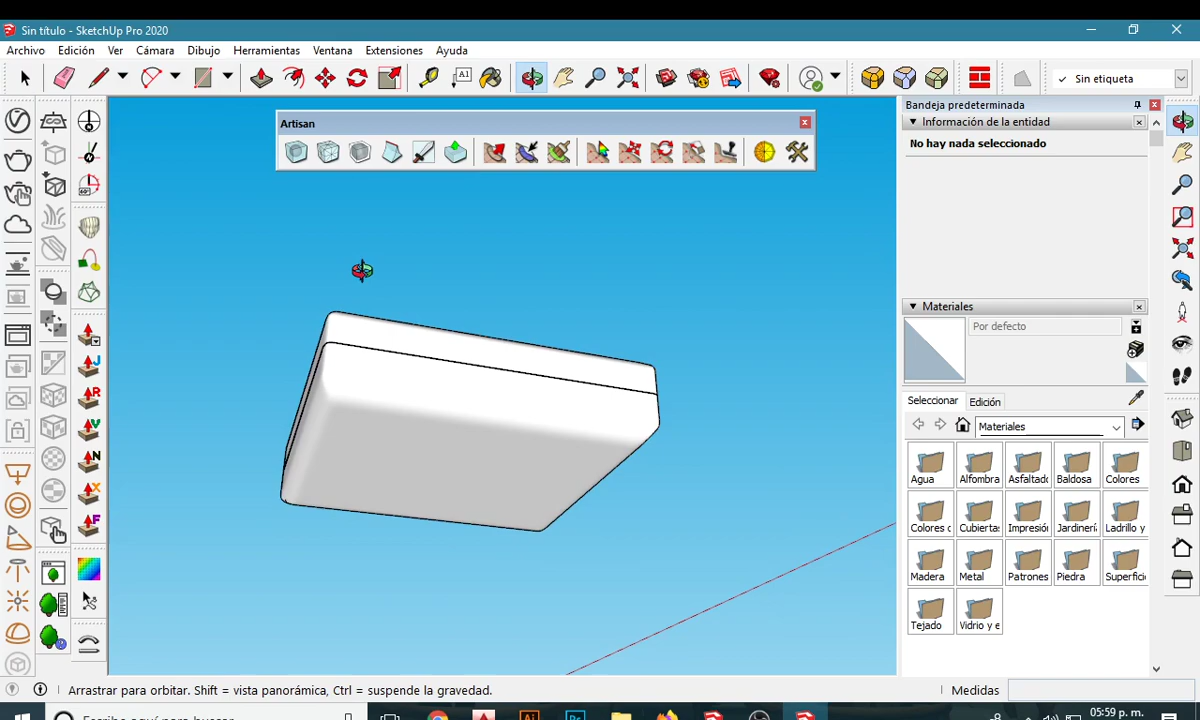 Sin título - SketchUp Pro 2020
Archivo Edición Ver Cámara Dibujo Herramientas Ventana Extensiones Ayuda
A1
Sin etiqueta
Artisan
Bandeja predeterminada
Información de la entidad
No hay nada seleccionado
J
R
V
N
X
F
Materiales
Por defecto
Seleccionar Edición
Materiales
Agua Alfombra Asfaltado Baldosa Colores
Colores c Cubierta: Impresió Jardinerí Ladrillo y
Madera Metal Patrones Piedra Superfici
Tejado Vidrio y e
Arrastrar para orbitar. Shift = vista panorámica, Ctrl = suspende la gravedad.
Medidas
05:59 p. m.